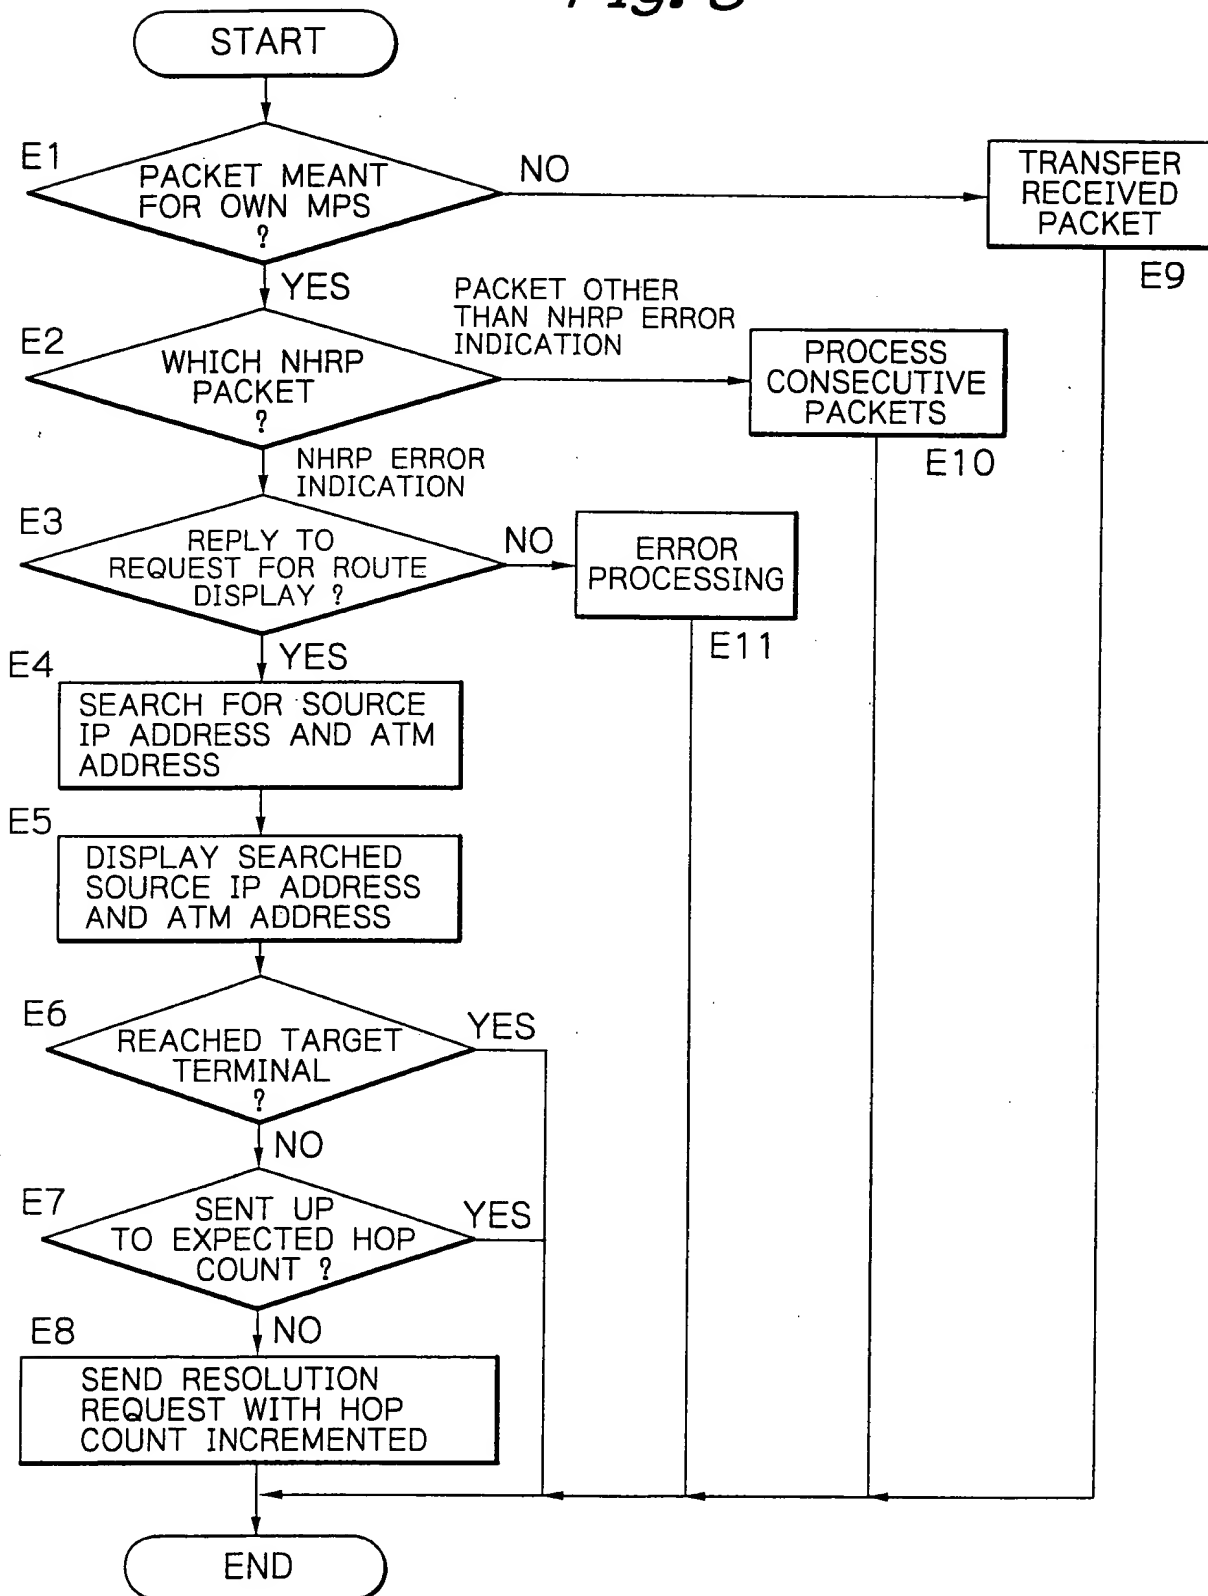 START
E1
PACKET MEANT
FOR OWN MPS
?
NO
TRANSFER
RECEIVED
PACKET
E9
YES
PACKET OTHER
THAN NHRP ERROR
INDICATION
E2
WHICH NHRP
PACKET
?
PROCESS
CONSECUTIVE
PACKETS
E10
NHRP ERROR
INDICATION
E3
REPLY TO
REQUEST FOR ROUTE
DISPLAY ?
NO
ERROR
PROCESSING
E11
YES
E4
SEARCH FOR SOURCE
IP ADDRESS AND ATM
ADDRESS
E5
DISPLAY SEARCHED
SOURCE IP ADDRESS
AND ATM ADDRESS
E6
REACHED TARGET
TERMINAL
?
YES
NO
E7
SENT UP
TO EXPECTED HOP
COUNT ?
YES
NO
E8
SEND RESOLUTION
REQUEST WITH HOP
COUNT INCREMENTED
END